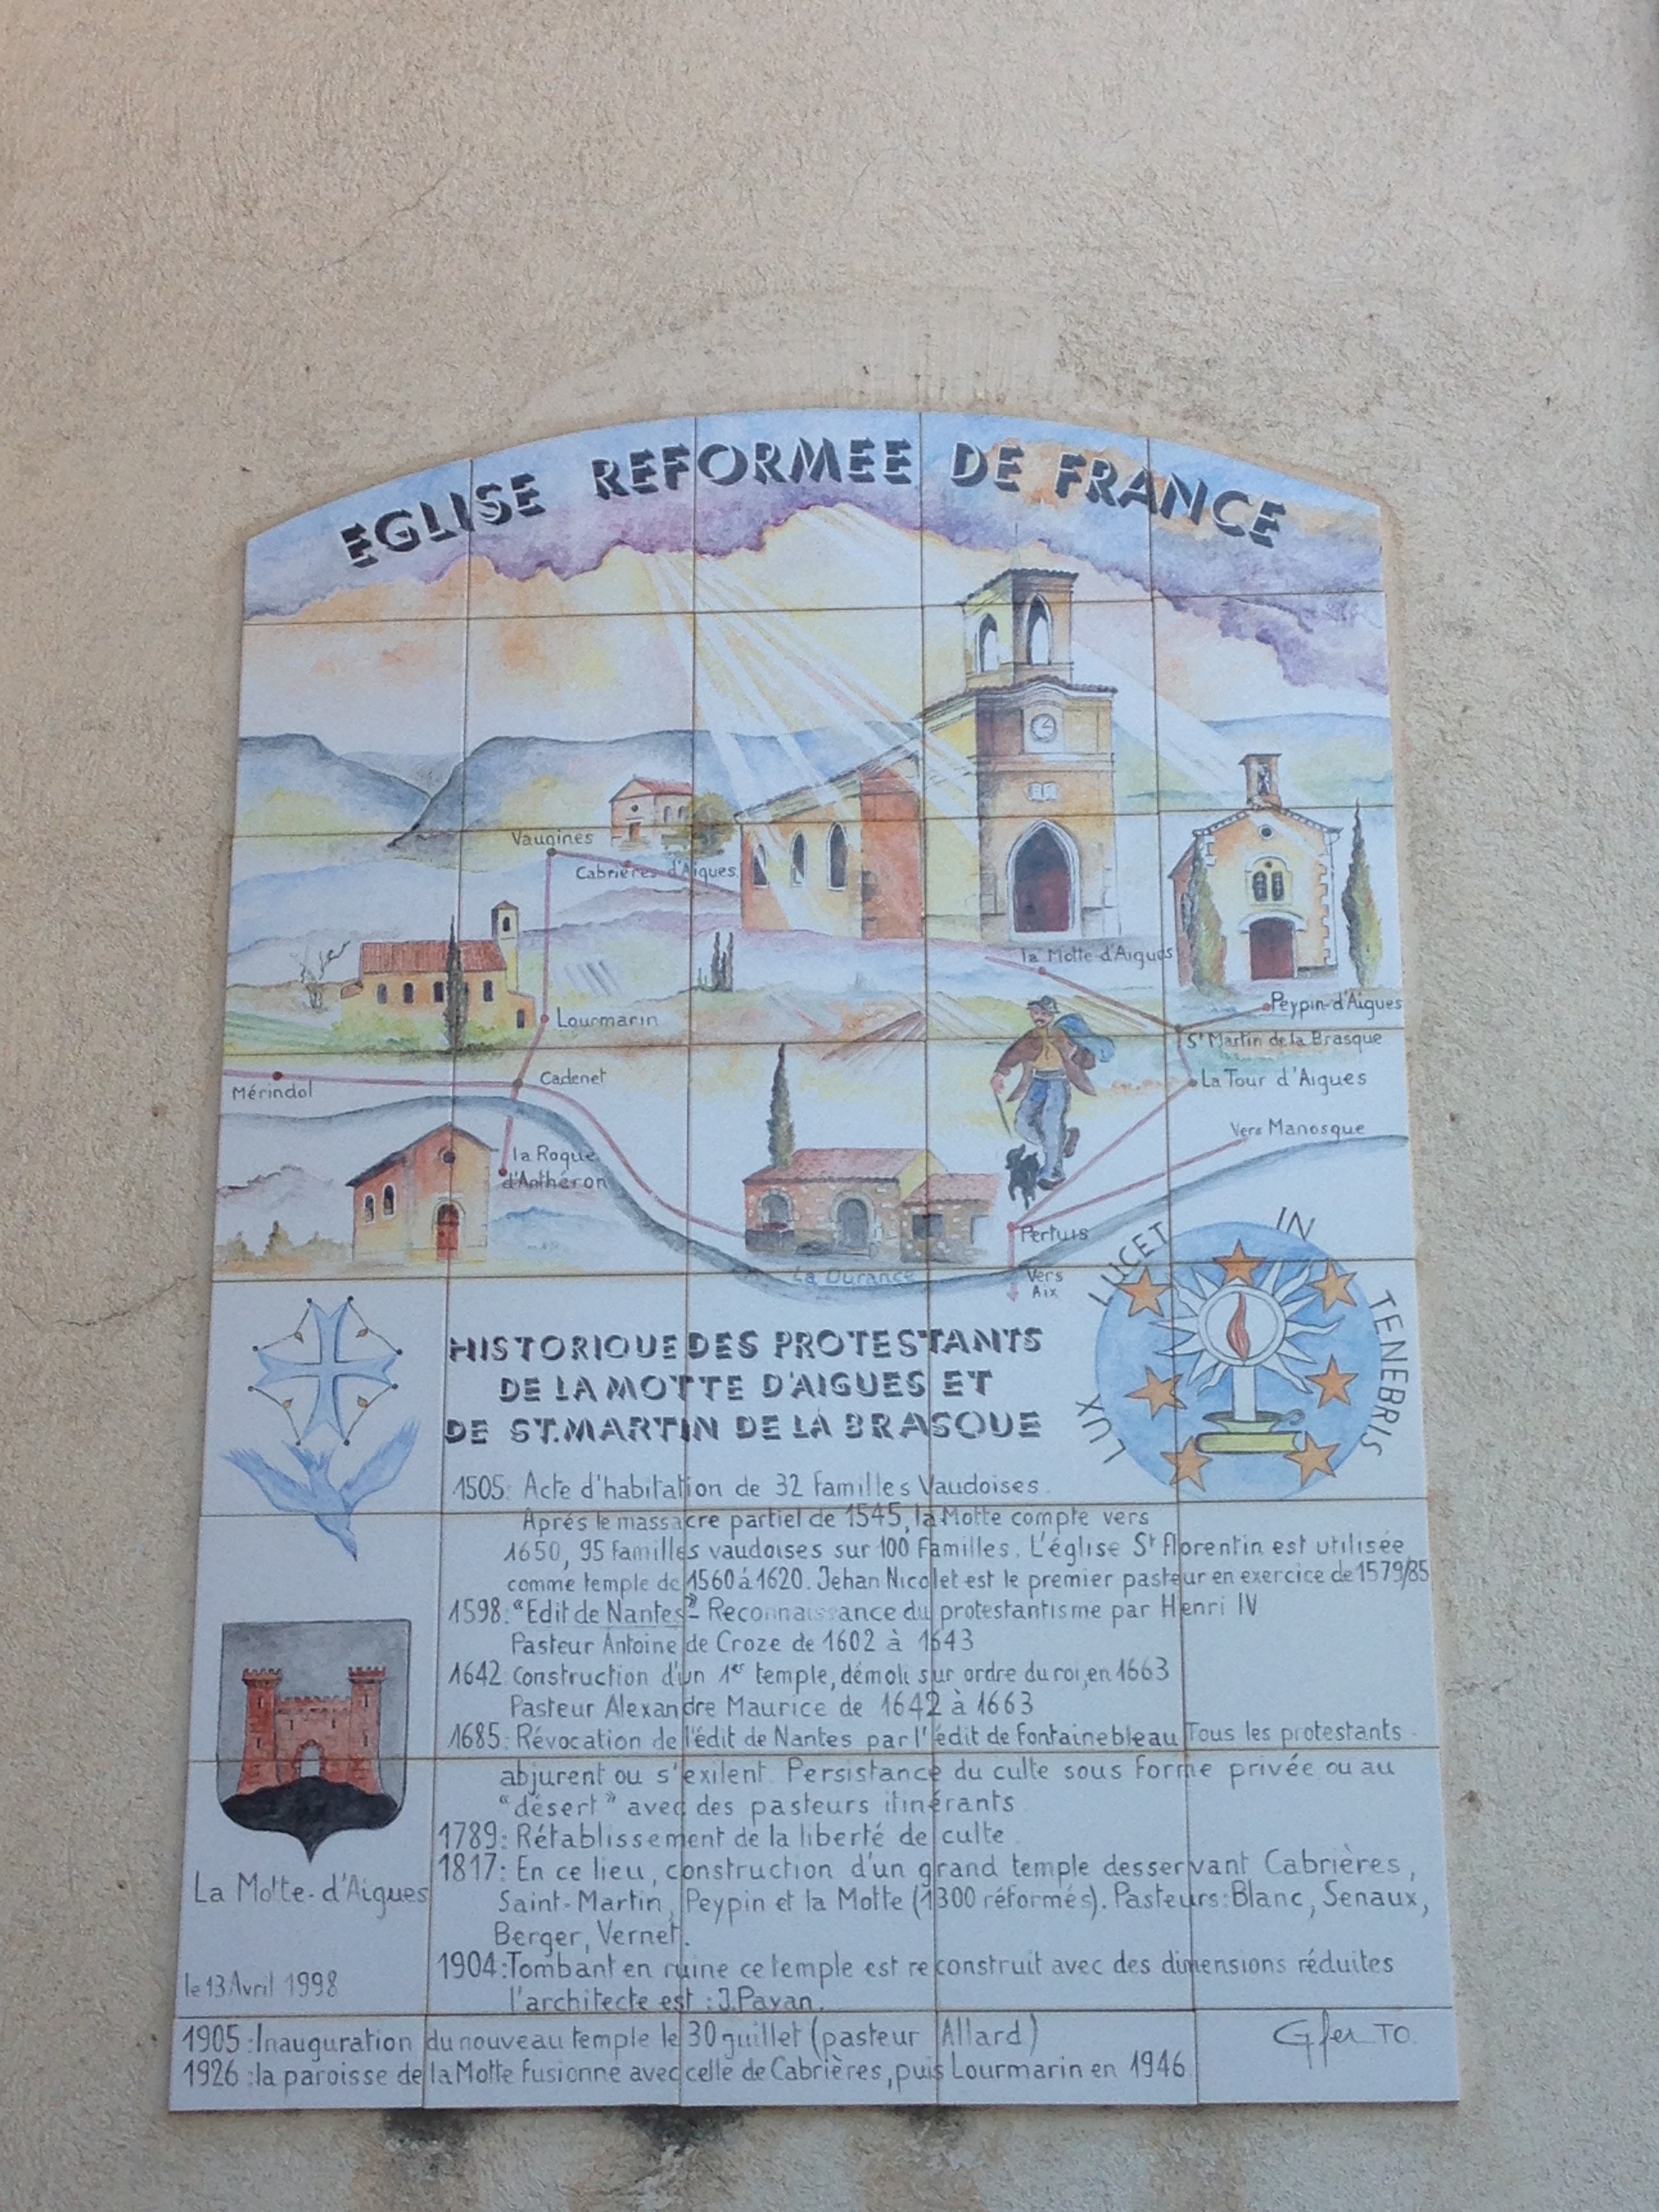 EGLISE REFORMEE DE FRANCE
Vaugines
Cabrières d'Aigues
la Motte d'Aigues
Peypin-d'Aigues
St Martin de la Brasque
Lourmarin
La Tour d'Aigues
Cadenet
Mérindol
Vers Manosque
la Roque
d'Anthéron
Pertuis
La Durance
Vers
Aix
LUX LUCET IN TENEBRIS
HISTORIQUE DES PROTESTANTS
DE LA MOTTE D'AIGUES ET
DE ST.MARTIN DE LA BRASQUE
1505: Acte d'habitation de 32 familles Vaudoises.
Aprés le massacre partiel de 1545, la Motte compte vers
1650, 95 familles vaudoises sur 100 familles. L'église St florentin est utilisée
comme temple de 1560 à 1620. Jehan Nicolet est le premier pasteur en exercice de 1579/85
1598: "Edit de Nantes"- Reconnaissance du protestantisme par Henri IV
Pasteur Antoine de Croze de 1602 à 1643
1642: Construction d'un 1er temple, démoli sur ordre du roi, en 1663
Pasteur Alexandre Maurice de 1642 à 1663
1685: Révocation de l'édit de Nantes par l'édit de Fontainebleau Tous les protestants
abjurent ou s'exilent. Persistance du culte sous forme privée ou au
"désert" avec des pasteurs itinérants
1789: Rétablissement de la liberté de culte
1817: En ce lieu, construction d'un grand temple desservant Cabrières,
Saint-Martin, Peypin et la Motte (1300 réformés). Pasteurs: Blanc, Senaux,
Berger, Vernet.
La Motte-d'Aigues
1904: Tombant en ruine ce temple est reconstruit avec des dimensions réduites
l'architecte est : J.Payan.
le 13 Avril 1998
1905: Inauguration du nouveau temple le 30 guillet (pasteur Allard)
1926: la paroisse de la Motte fusionne avec celle de Cabrières, puis Lourmarin en 1946